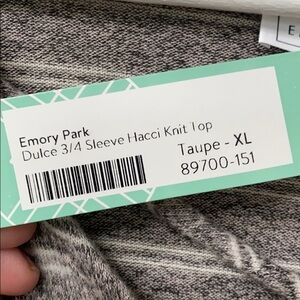 Emory Park
Dulce 3/4 Sleeve Hacci Knit Top
Taupe - XL
89700-151
E